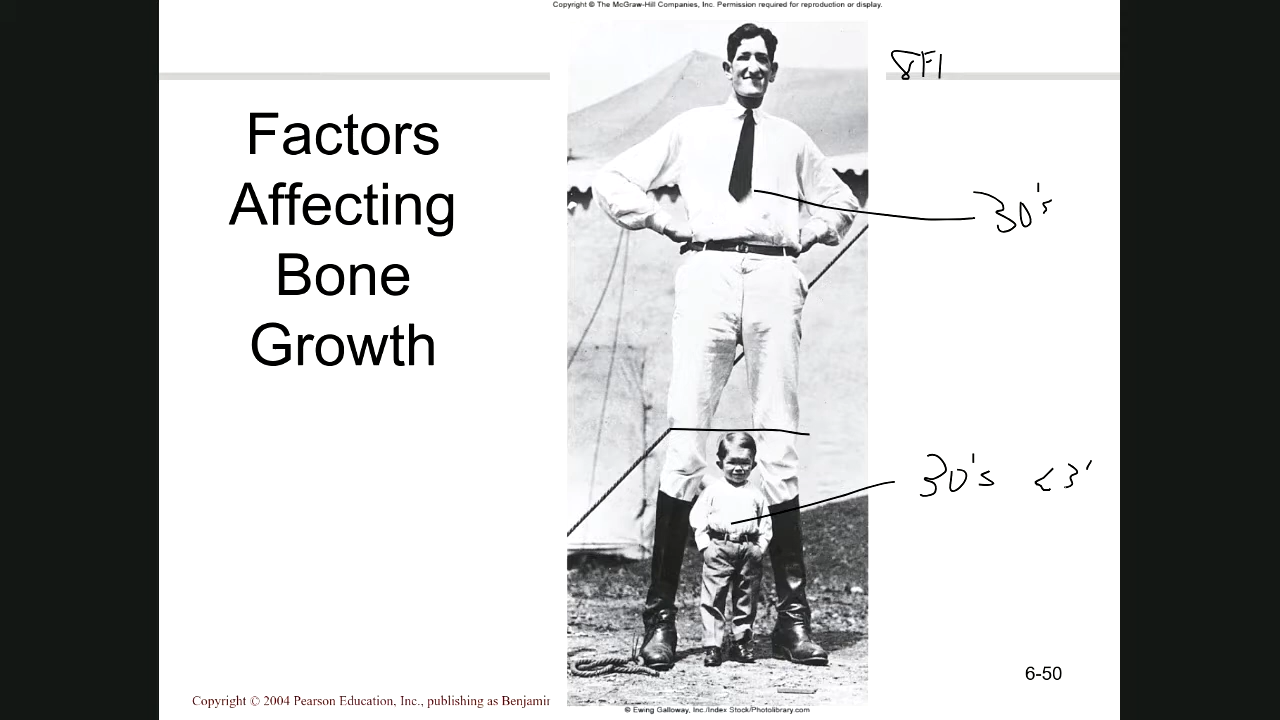 Copyright © The McGraw-Hill Companies, Inc. Permission required for reproduction or display.
8FI
Factors
Affecting
Bone
Growth
30's
30's <3'
6-50
Copyright © 2004 Pearson Education, Inc., publishing as Benjamin
© Ewing Galloway, Inc./Index Stock/Photolibrary.com